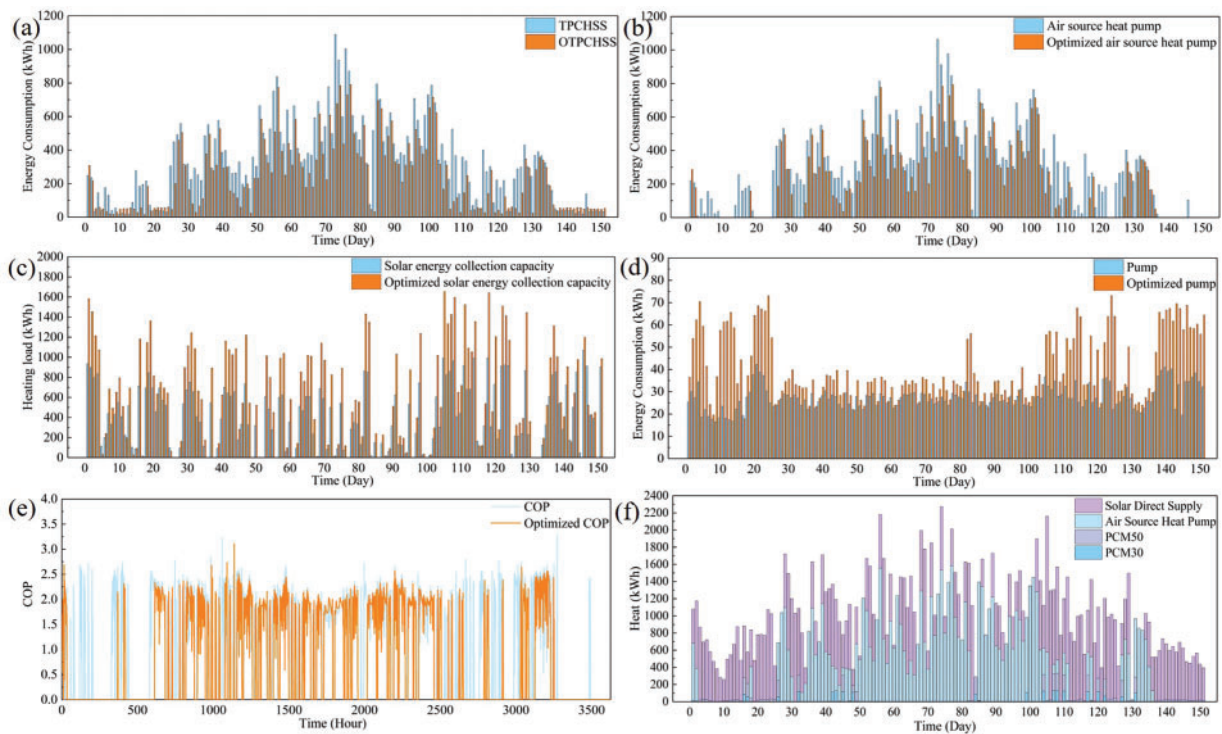 (a)
TPCHSS
OTPCHSS
Energy Consumption (kWh)
1200
1000
800
600
400
200
0
0 10 20 30 40 50 60 70 80 90 100 110 120 130 140 150
Time (Day)
(b)
Air source heat pump
Optimized air source heat pump
Energy Consumption (kWh)
1200
1000
800
600
400
200
0
0 10 20 30 40 50 60 70 80 90 100 110 120 130 140 150
Time (Day)
(c)
Solar energy collection capacity
Optimized solar energy collection capacity
Heating load (kWh)
2000
1800
1600
1400
1200
1000
800
600
400
200
0
0 10 20 30 40 50 60 70 80 90 100 110 120 130 140 150
Time (Day)
(d)
Pump
Optimized pump
Energy Consumption (kWh)
90
80
70
60
50
40
30
20
10
0
0 10 20 30 40 50 60 70 80 90 100 110 120 130 140 150
Time (Day)
(e)
COP
Optimized COP
COP
4.0
3.5
3.0
2.5
2.0
1.5
1.0
0.5
0.0
0 500 1000 1500 2000 2500 3000 3500
Time (Hour)
(f)
Solar Direct Supply
Air Source Heat Pump
PCM50
PCM30
Heat (kWh)
2400
2200
2000
1800
1600
1400
1200
1000
800
600
400
200
0
0 10 20 30 40 50 60 70 80 90 100 110 120 130 140 150
Time (Day)